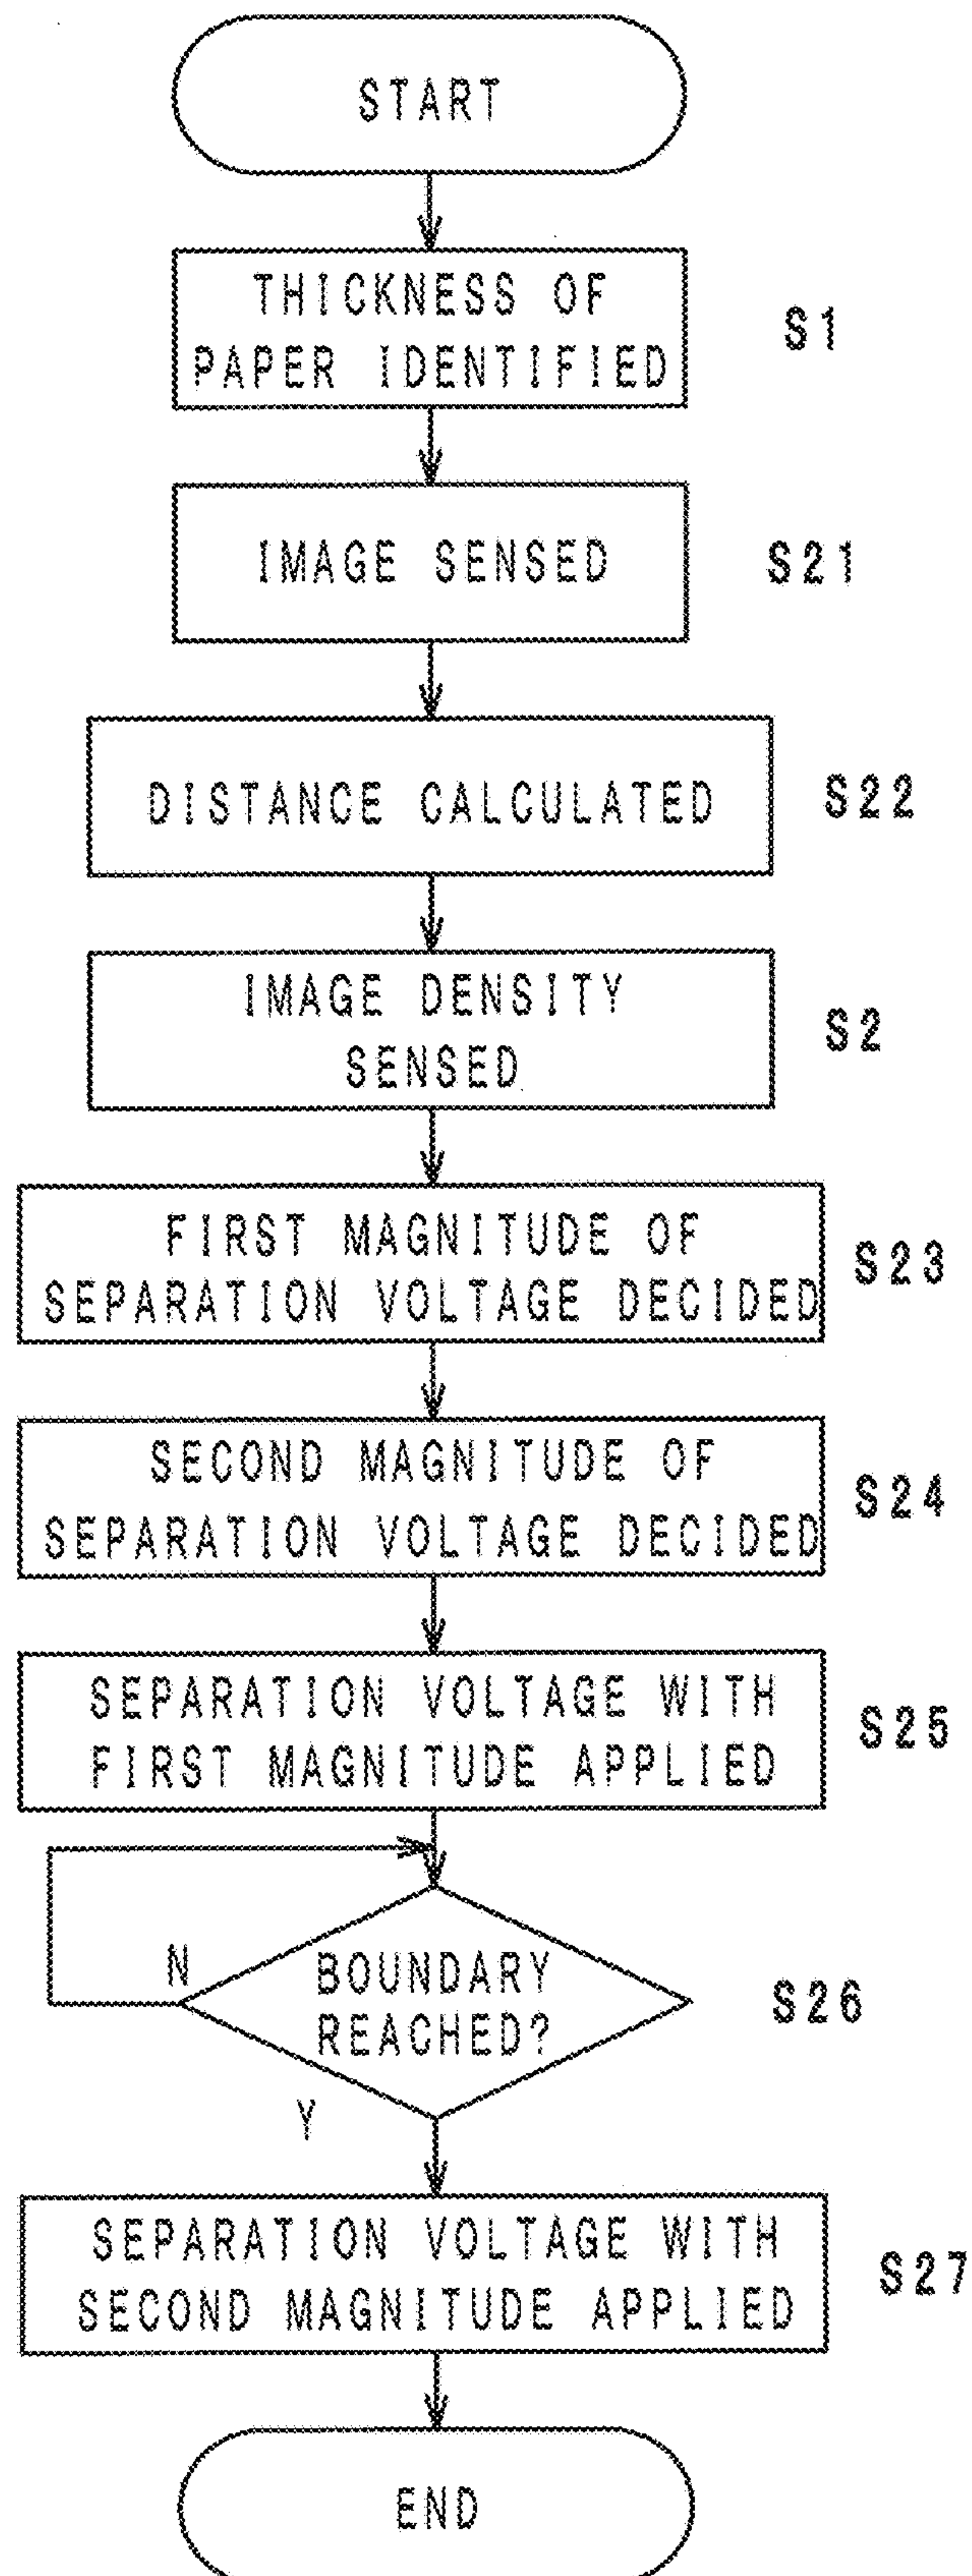 START
THICKNESS OF
PAPER IDENTIFIED
S1
IMAGE SENSED
S21
DISTANCE CALCULATED
S22
IMAGE DENSITY
SENSED
S2
FIRST MAGNITUDE OF
SEPARATION VOLTAGE DECIDED
S23
SECOND MAGNITUDE OF
SEPARATION VOLTAGE DECIDED
S24
SEPARATION VOLTAGE WITH
FIRST MAGNITUDE APPLIED
S25
N
BOUNDARY
REACHED?
S26
Y
SEPARATION VOLTAGE WITH
SECOND MAGNITUDE APPLIED
S27
END